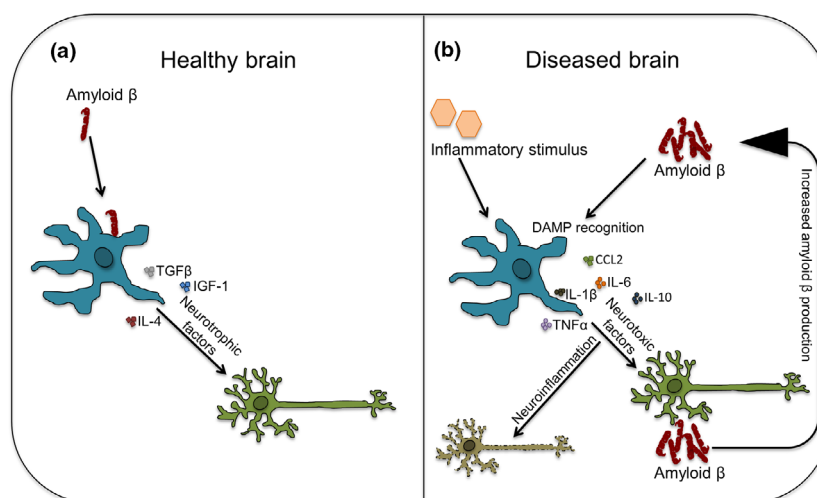 (a)
Healthy brain
Amyloid β
TGFβ
IGF-1
IL-4
Neurotrophic
factors
(b)
Diseased brain
Inflammatory stimulus
Amyloid β
DAMP recognition
CCL2
IL-6
IL-1β
IL-10
TNFα
Neurotoxic
factors
Neuroinflammation
Amyloid β
Increased amyloid β production